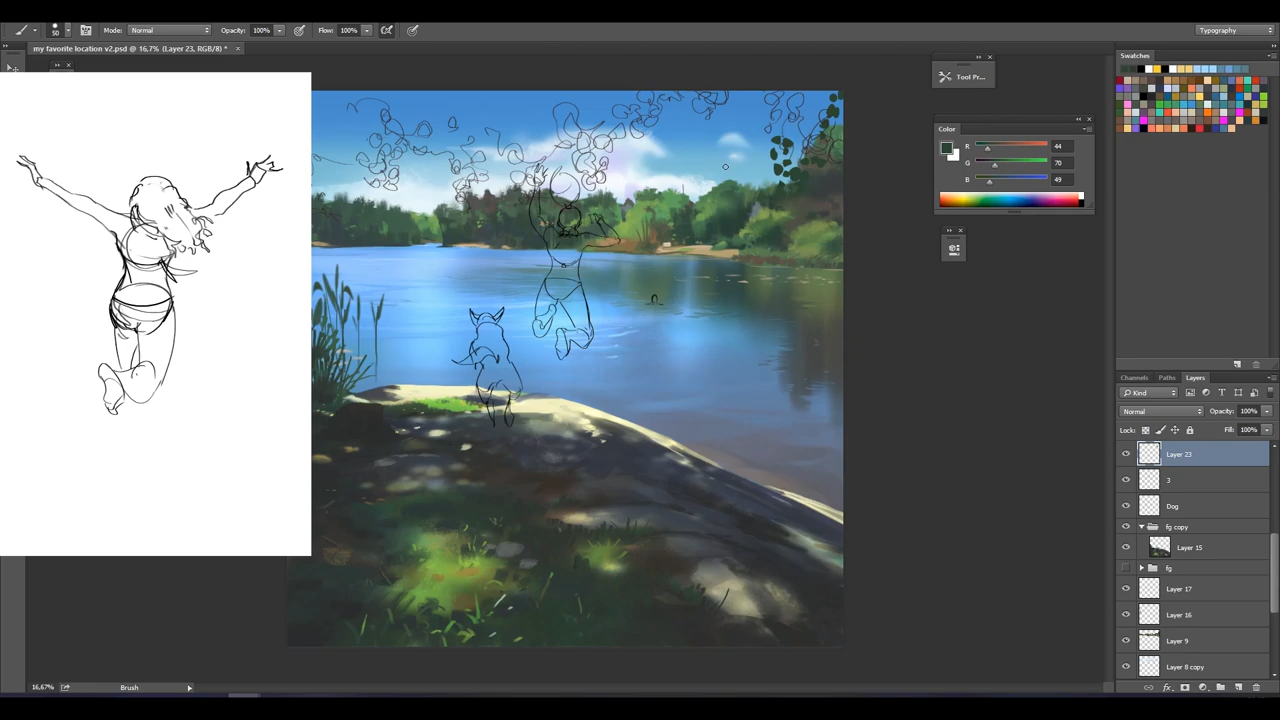 50 Mode: Normal Opacity: 100% Flow: 100% Typography
my favorite location v2.psd @ 16,7% (Layer 23, RGB/8) * ×
Tool Pr...
Swatches
Color
R 44
G 70
B 49
Channels Paths Layers
Kind
Normal Opacity: 100%
Lock: Fill: 100%
Layer 23
3
Dog
fg copy
Layer 15
fg
Layer 17
Layer 16
Layer 9
Layer 8 copy
16,67% Brush